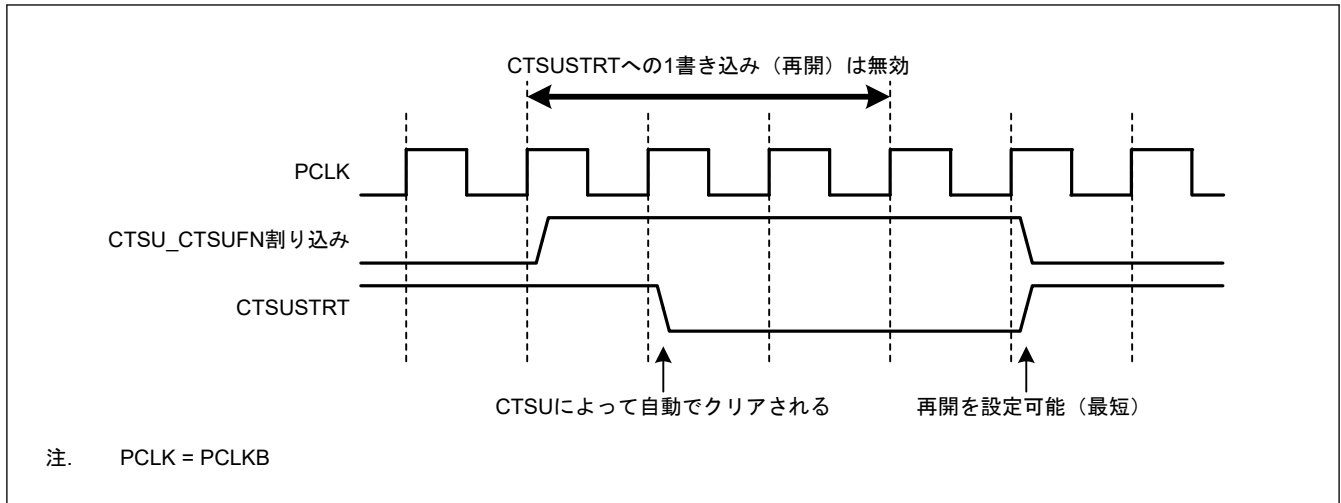 CTSUSTRTへの1書き込み（再開）は無効
PCLK
CTSU_CTSUFN割り込み
CTSUSTRT
CTSUによって自動でクリアされる
再開を設定可能（最短）
注. PCLK = PCLKB